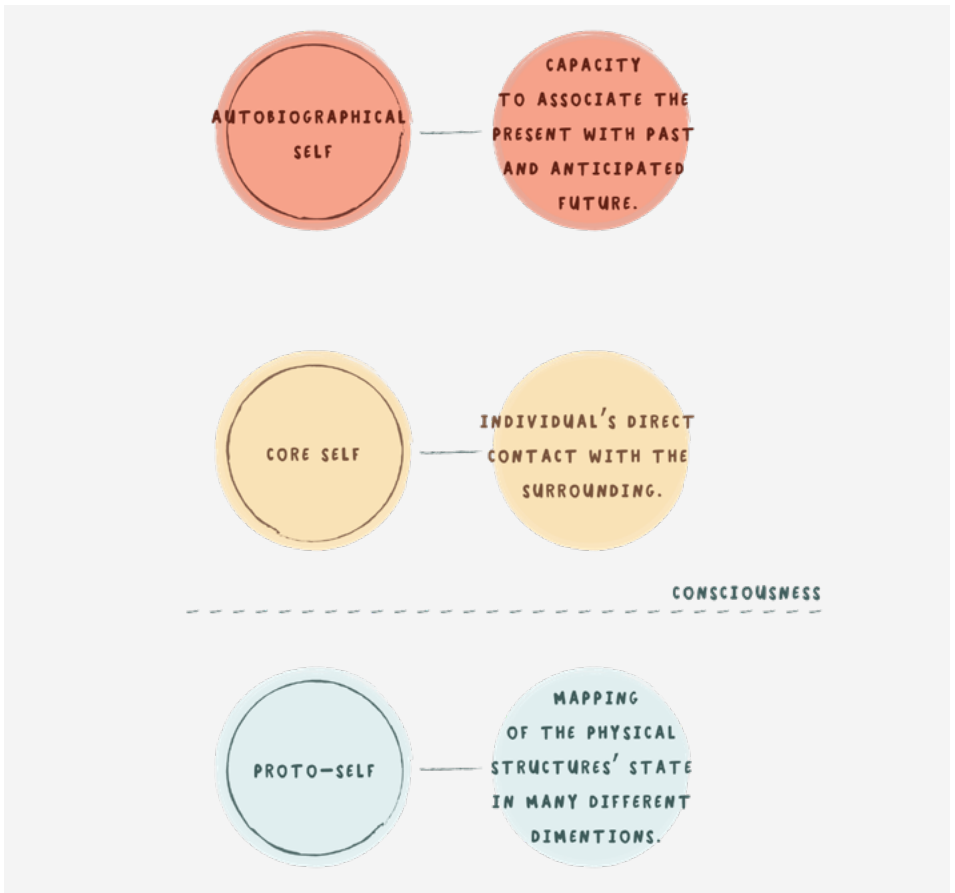 AUTOBIOGRAPHICAL
SELF
CAPACITY
TO ASSOCIATE THE
PRESENT WITH PAST
AND ANTICIPATED
FUTURE.
CORE SELF
INDIVIDUAL'S DIRECT
CONTACT WITH THE
SURROUNDING.
CONSCIOUSNESS
PROTO-SELF
MAPPING
OF THE PHYSICAL
STRUCTURES' STATE
IN MANY DIFFERENT
DIMENTIONS.